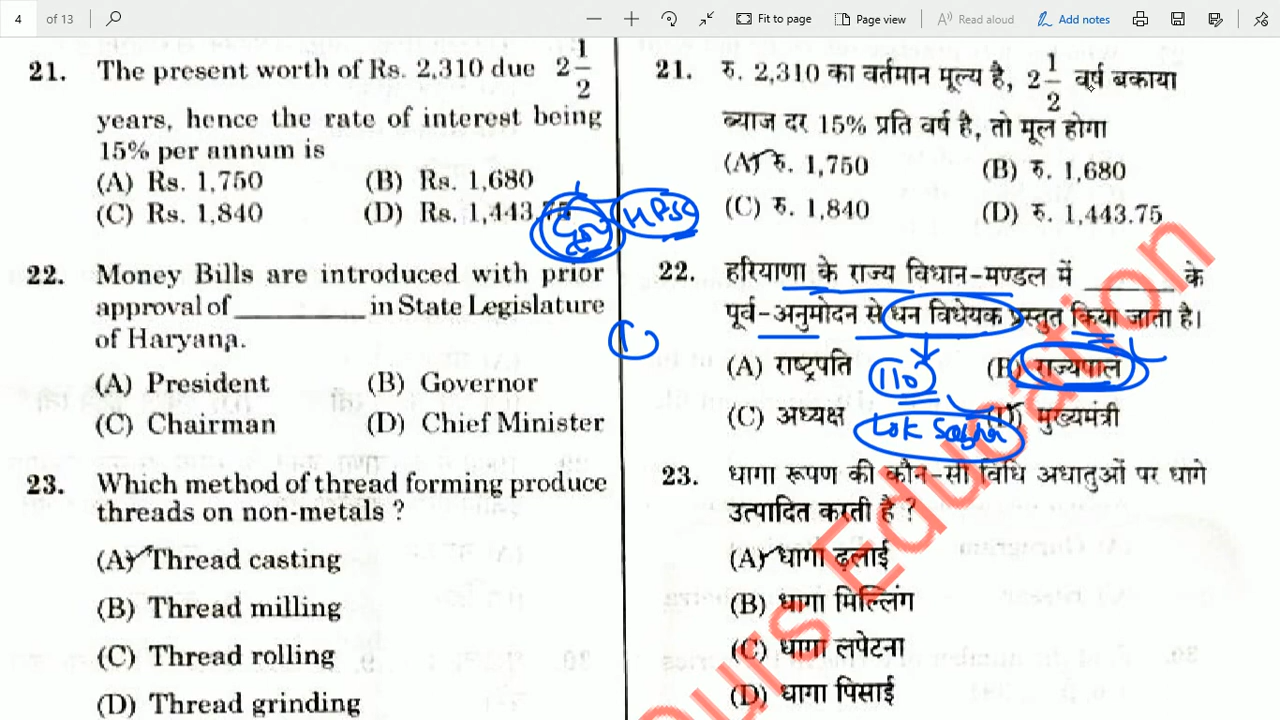 4 of 13 Fit to page Page view Read aloud Add notes
21. The present worth of Rs. 2,310 due 2 1/2
years, hence the rate of interest being
15% per annum is
(A) Rs. 1,750 (B) Rs. 1,680
(C) Rs. 1,840 (D) Rs. 1,443.75
22. Money Bills are introduced with prior
approval of __________ in State Legislature
of Haryana.
(A) President (B) Governor
(C) Chairman (D) Chief Minister
23. Which method of thread forming produce
threads on non-metals ?
(A) Thread casting
(B) Thread milling
(C) Thread rolling
(D) Thread grinding
21. रु. 2,310 का वर्तमान मूल्य है, 2 1/2 वर्ष बकाया
ब्याज दर 15% प्रति वर्ष है, तो मूल होगा
(A) रु. 1,750 (B) रु. 1,680
(C) रु. 1,840 (D) रु. 1,443.75
22. हरियाणा के राज्य विधान-मण्डल में _______ के
पूर्व-अनुमोदन से धन विधेयक प्रस्तुत किया जाता है।
(A) राष्ट्रपति (B) राज्यपाल
(C) अध्यक्ष (D) मुख्यमंत्री
23. धागा रूपण की कौन-सी विधि अधातुओं पर धागे
उत्पादित करती है ?
(A) धागा ढ़लाई
(B) धागा मिल्लिंग
(C) धागा लपेटना
(D) धागा पिसाई
HPSC
110
Lok Sabha
ours Education